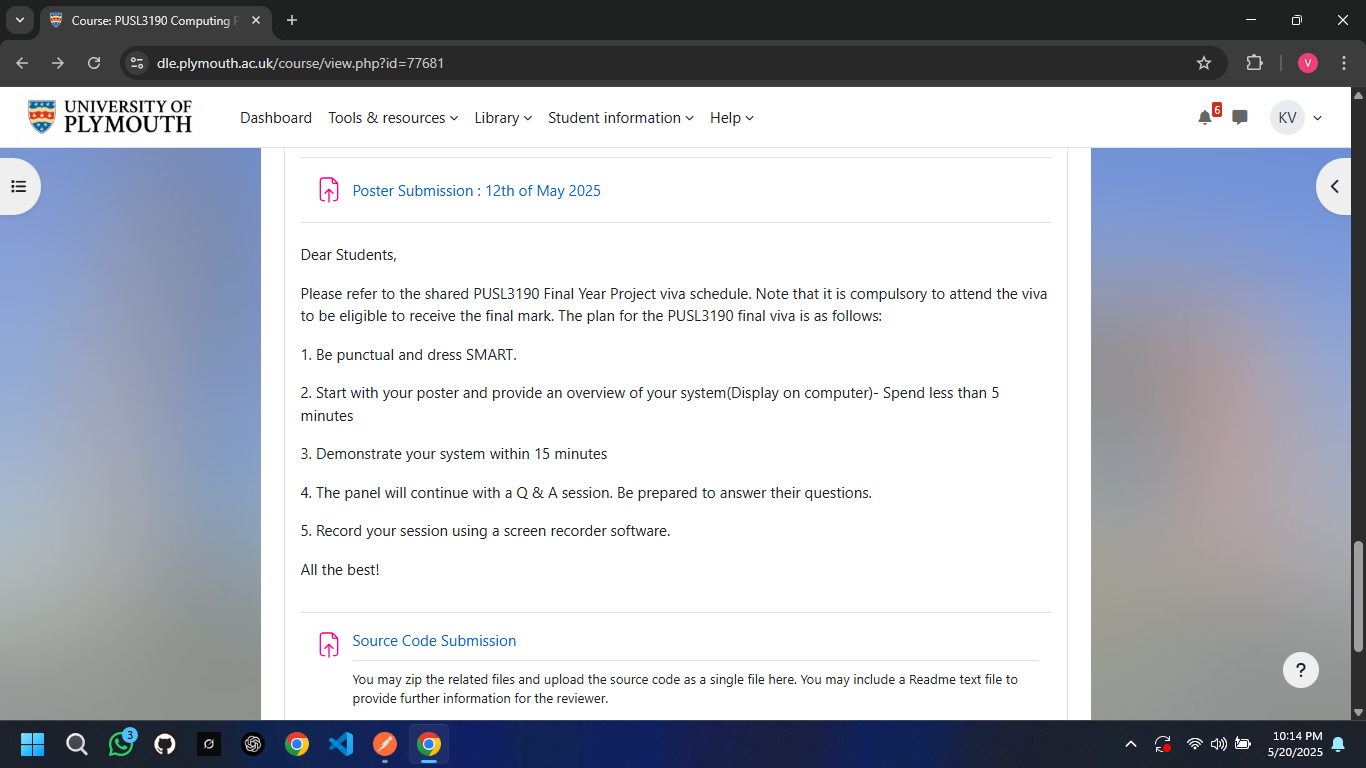 Course: PUSL3190 Computing P
dle.plymouth.ac.uk/course/view.php?id=77681
V
UNIVERSITY OF
PLYMOUTH
Dashboard Tools & resources Library Student information Help
6
KV
Poster Submission : 12th of May 2025
Dear Students,
Please refer to the shared PUSL3190 Final Year Project viva schedule. Note that it is compulsory to attend the viva
to be eligible to receive the final mark. The plan for the PUSL3190 final viva is as follows:
1. Be punctual and dress SMART.
2. Start with your poster and provide an overview of your system(Display on computer)- Spend less than 5
minutes
3. Demonstrate your system within 15 minutes
4. The panel will continue with a Q & A session. Be prepared to answer their questions.
5. Record your session using a screen recorder software.
All the best!
Source Code Submission
You may zip the related files and upload the source code as a single file here. You may include a Readme text file to
provide further information for the reviewer.
?
3
10:14 PM
5/20/2025